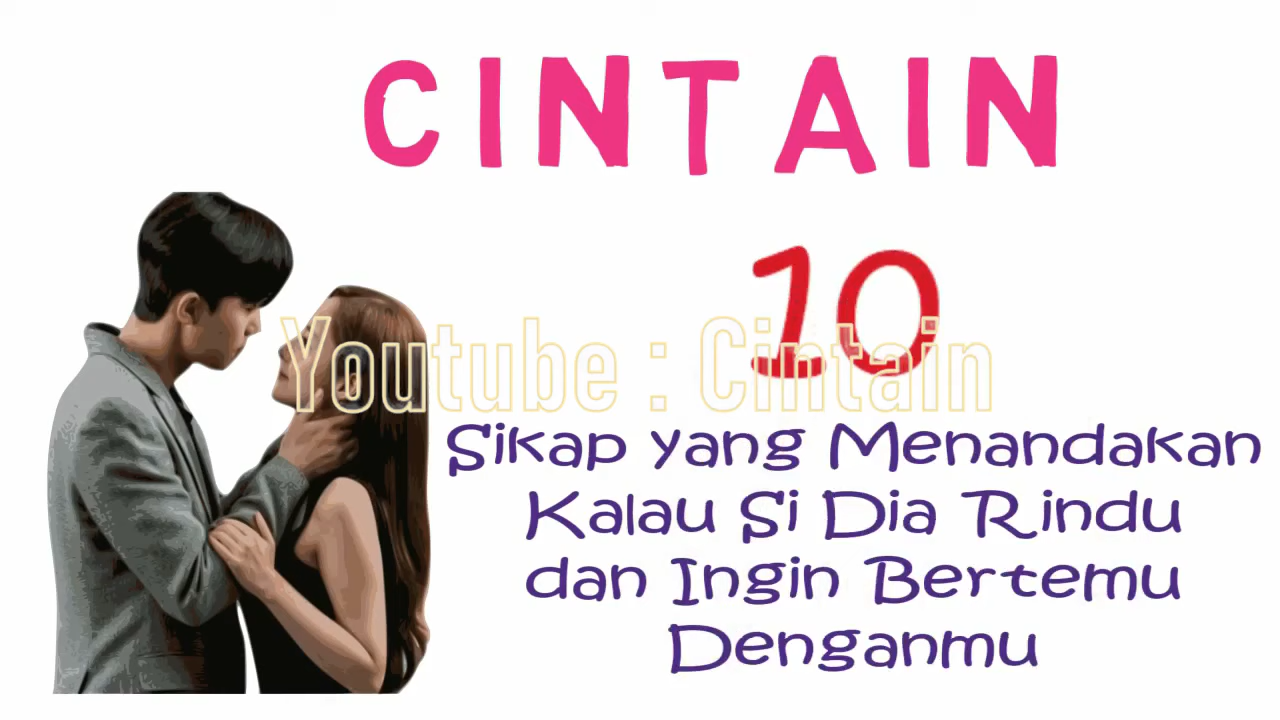 CINTAIN
10
Youtube : Cintain
Sikap yang Menandakan
Kalau Si Dia Rindu
dan Ingin Bertemu
Denganmu